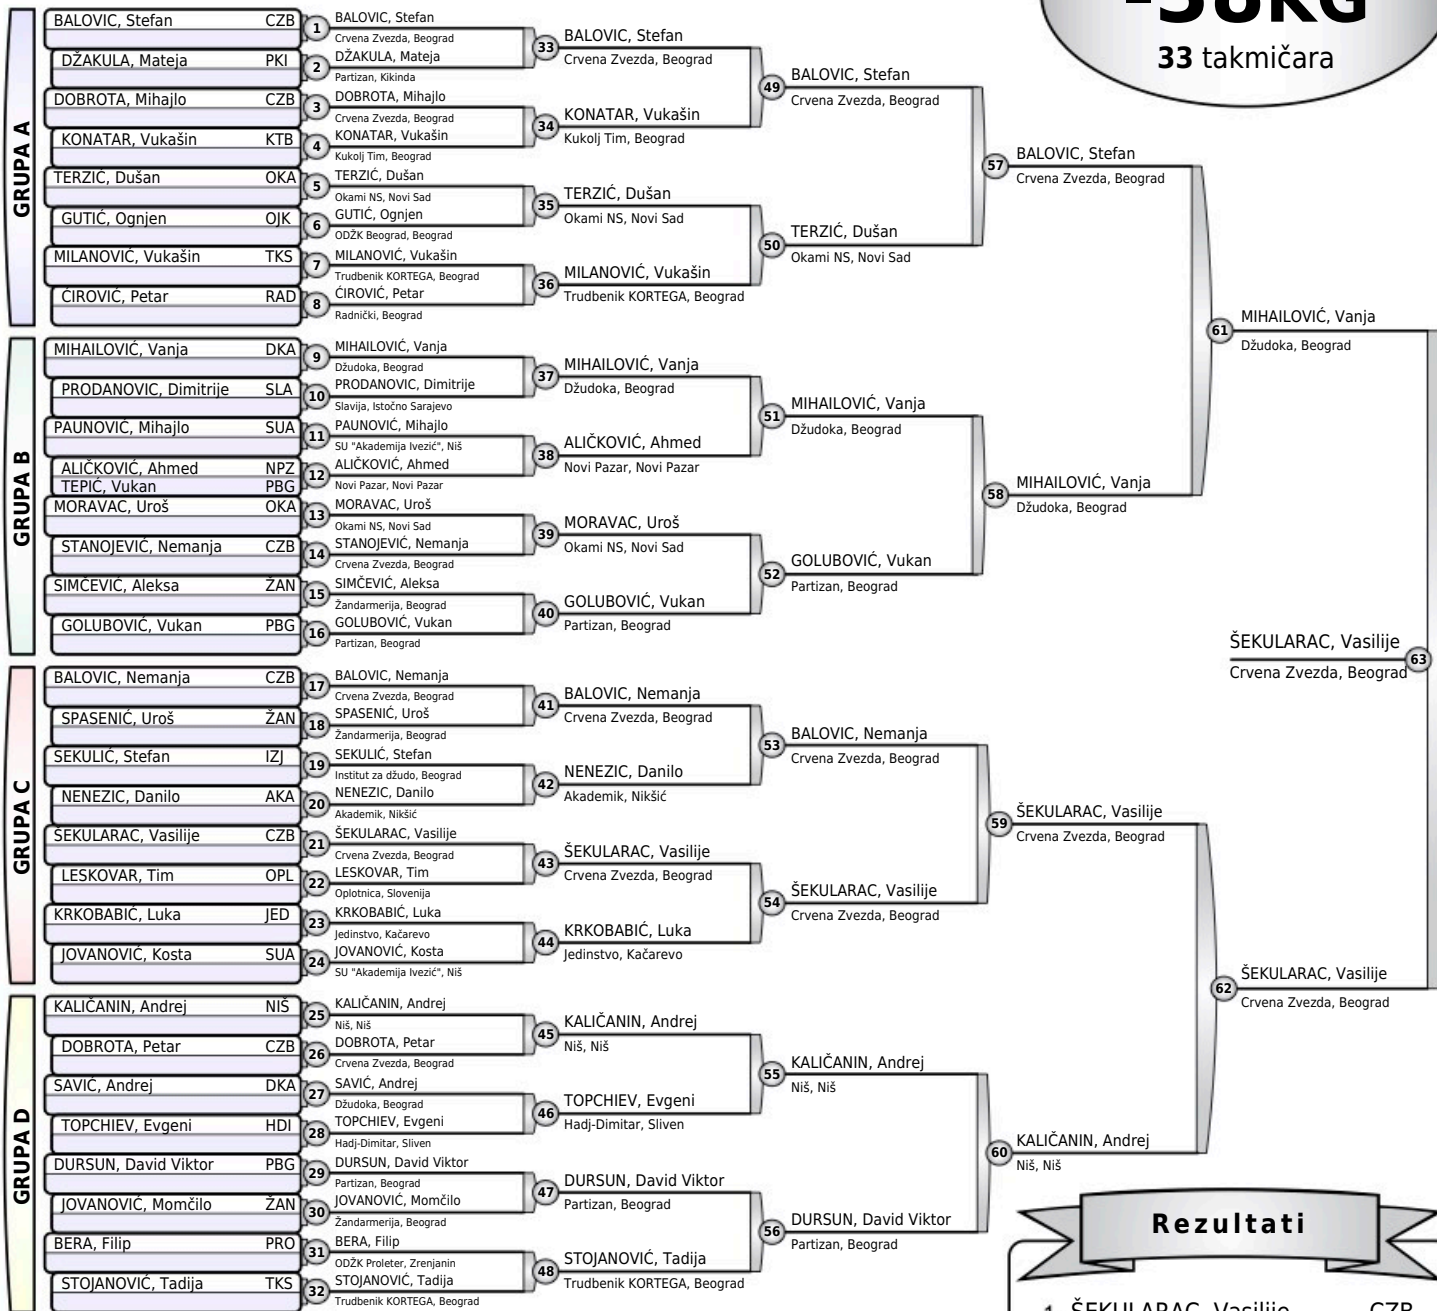 -58KG
33 takmičara
GRUPA A
BALOVIC, Stefan CZB
DŽAKULA, Mateja PKI
DOBROTA, Mihajlo CZB
KONATAR, Vukašin KTB
TERZIĆ, Dušan OKA
GUTIĆ, Ognjen OJK
MILANOVIĆ, Vukašin TKS
ĆIROVIĆ, Petar RAD
GRUPA B
MIHAILOVIĆ, Vanja DKA
PRODANOVIC, Dimitrije SLA
PAUNOVIĆ, Mihajlo SUA
ALIČKOVIĆ, Ahmed NPZ
TEPIĆ, Vukan PBG
MORAVAC, Uroš OKA
STANOJEVIĆ, Nemanja CZB
SIMČEVIĆ, Aleksa ŽAN
GOLUBOVIĆ, Vukan PBG
GRUPA C
BALOVIC, Nemanja CZB
SPASENIĆ, Uroš ŽAN
SEKULIĆ, Stefan IZJ
NENEZIC, Danilo AKA
ŠEKULARAC, Vasilije CZB
LESKOVAR, Tim OPL
KRKOBABIĆ, Luka JED
JOVANOVIĆ, Kosta SUA
GRUPA D
KALIČANIN, Andrej NIŠ
DOBROTA, Petar CZB
SAVIĆ, Andrej DKA
TOPCHIEV, Evgeni HDI
DURSUN, David Viktor PBG
JOVANOVIĆ, Momčilo ŽAN
BERA, Filip PRO
STOJANOVIĆ, Tadija TKS
1 BALOVIC, Stefan
Crvena Zvezda, Beograd
2 DŽAKULA, Mateja
Partizan, Kikinda
3 DOBROTA, Mihajlo
Crvena Zvezda, Beograd
4 KONATAR, Vukašin
Kukolj Tim, Beograd
5 TERZIĆ, Dušan
Okami NS, Novi Sad
6 GUTIĆ, Ognjen
ODŽK Beograd, Beograd
7 MILANOVIĆ, Vukašin
Trudbenik KORTEGA, Beograd
8 ĆIROVIĆ, Petar
Radnički, Beograd
9 MIHAILOVIĆ, Vanja
Džudoka, Beograd
10 PRODANOVIC, Dimitrije
Slavija, Istočno Sarajevo
11 PAUNOVIĆ, Mihajlo
SU "Akademija Ivezić", Niš
12 ALIČKOVIĆ, Ahmed
Novi Pazar, Novi Pazar
13 MORAVAC, Uroš
Okami NS, Novi Sad
14 STANOJEVIĆ, Nemanja
Crvena Zvezda, Beograd
15 SIMČEVIĆ, Aleksa
Žandarmerija, Beograd
16 GOLUBOVIĆ, Vukan
Partizan, Beograd
17 BALOVIC, Nemanja
Crvena Zvezda, Beograd
18 SPASENIĆ, Uroš
Žandarmerija, Beograd
19 SEKULIĆ, Stefan
Institut za džudo, Beograd
20 NENEZIC, Danilo
Akademik, Nikšić
21 ŠEKULARAC, Vasilije
Crvena Zvezda, Beograd
22 LESKOVAR, Tim
Oplotnica, Slovenija
23 KRKOBABIĆ, Luka
Jedinstvo, Kačarevo
24 JOVANOVIĆ, Kosta
SU "Akademija Ivezić", Niš
25 KALIČANIN, Andrej
Niš, Niš
26 DOBROTA, Petar
Crvena Zvezda, Beograd
27 SAVIĆ, Andrej
Džudoka, Beograd
28 TOPCHIEV, Evgeni
Hadj-Dimitar, Sliven
29 DURSUN, David Viktor
Partizan, Beograd
30 JOVANOVIĆ, Momčilo
Žandarmerija, Beograd
31 BERA, Filip
ODŽK Proleter, Zrenjanin
32 STOJANOVIĆ, Tadija
Trudbenik KORTEGA, Beograd
33 BALOVIC, Stefan
Crvena Zvezda, Beograd
34 KONATAR, Vukašin
Kukolj Tim, Beograd
35 TERZIĆ, Dušan
Okami NS, Novi Sad
36 MILANOVIĆ, Vukašin
Trudbenik KORTEGA, Beograd
37 MIHAILOVIĆ, Vanja
Džudoka, Beograd
38 ALIČKOVIĆ, Ahmed
Novi Pazar, Novi Pazar
39 MORAVAC, Uroš
Okami NS, Novi Sad
40 GOLUBOVIĆ, Vukan
Partizan, Beograd
41 BALOVIC, Nemanja
Crvena Zvezda, Beograd
42 NENEZIC, Danilo
Akademik, Nikšić
43 ŠEKULARAC, Vasilije
Crvena Zvezda, Beograd
44 KRKOBABIĆ, Luka
Jedinstvo, Kačarevo
45 KALIČANIN, Andrej
Niš, Niš
46 TOPCHIEV, Evgeni
Hadj-Dimitar, Sliven
47 DURSUN, David Viktor
Partizan, Beograd
48 STOJANOVIĆ, Tadija
Trudbenik KORTEGA, Beograd
49 BALOVIC, Stefan
Crvena Zvezda, Beograd
50 TERZIĆ, Dušan
Okami NS, Novi Sad
51 MIHAILOVIĆ, Vanja
Džudoka, Beograd
52 GOLUBOVIĆ, Vukan
Partizan, Beograd
53 BALOVIC, Nemanja
Crvena Zvezda, Beograd
54 ŠEKULARAC, Vasilije
Crvena Zvezda, Beograd
55 KALIČANIN, Andrej
Niš, Niš
56 DURSUN, David Viktor
Partizan, Beograd
57 BALOVIC, Stefan
Crvena Zvezda, Beograd
58 MIHAILOVIĆ, Vanja
Džudoka, Beograd
59 ŠEKULARAC, Vasilije
Crvena Zvezda, Beograd
60 KALIČANIN, Andrej
Niš, Niš
61 MIHAILOVIĆ, Vanja
Džudoka, Beograd
62 ŠEKULARAC, Vasilije
Crvena Zvezda, Beograd
ŠEKULARAC, Vasilije 63
Crvena Zvezda, Beograd
Rezultati
1 ŠEKULARAC, Vasilije CZB